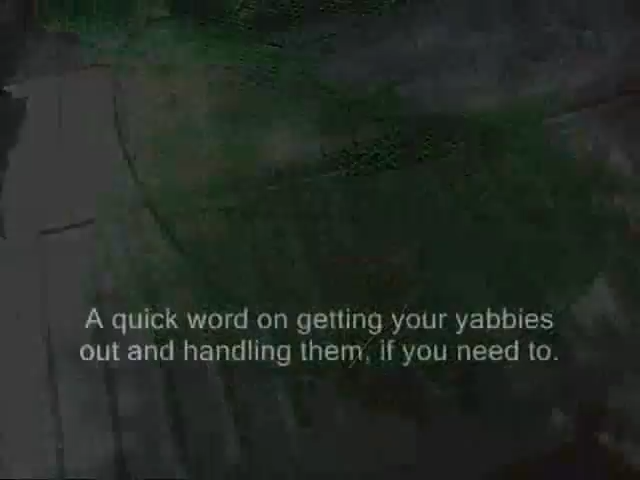 A quick word on getting your yabbies
out and handling them, if you need to.